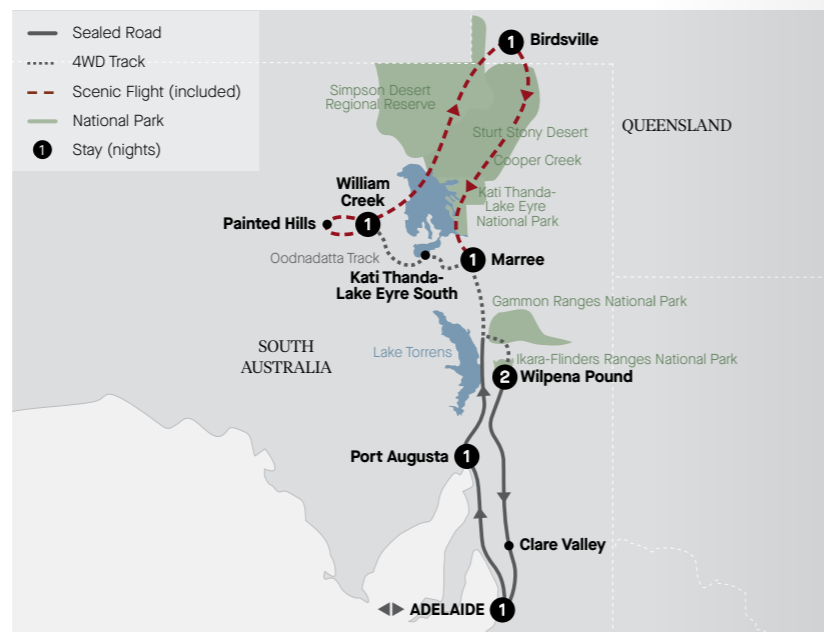 Sealed Road
4WD Track
Scenic Flight (included)
National Park
1 Stay (nights)
1 Birdsville
Simpson Desert
Regional Reserve
Sturt Stony Desert
QUEENSLAND
Cooper Creek
William
Creek
Kati Thanda-
Lake Eyre
National Park
Painted Hills
1
Oodnadatta Track
1 Marree
Kati Thanda-
Lake Eyre South
Gammon Ranges National Park
SOUTH
AUSTRALIA
Lake Torrens
Ikara-Flinders Ranges National Park
2 Wilpena Pound
Port Augusta 1
Clare Valley
ADELAIDE 1